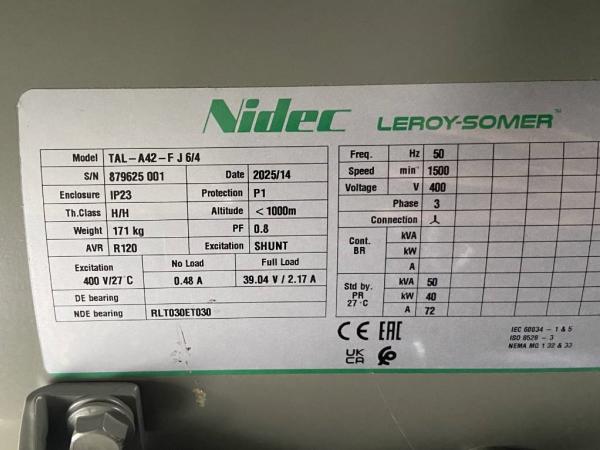 Nidec LEROY-SOMER™
Model TAL-A42-F J 6/4
S/N 879625 001 Date 2025/14
Enclosure IP23 Protection P1
Th.Class H/H Altitude < 1000m
Weight 171 kg PF 0.8
AVR R120 Excitation SHUNT
Excitation 400 V/27°C No Load Full Load
0.48 A 39.04 V / 2.17 A
DE bearing
NDE bearing RLT030ET030
Freq. Hz 50
Speed min⁻¹ 1500
Voltage V 400
Phase 3
Connection
Cont. BR kVA
kW
A
Std by. PR 27°C kVA 50
kW 40
A 72
CE EAC
UK CA
IEC 60034 - 1 & 5
ISO 8528 - 3
NEMA MG 1 32 & 33